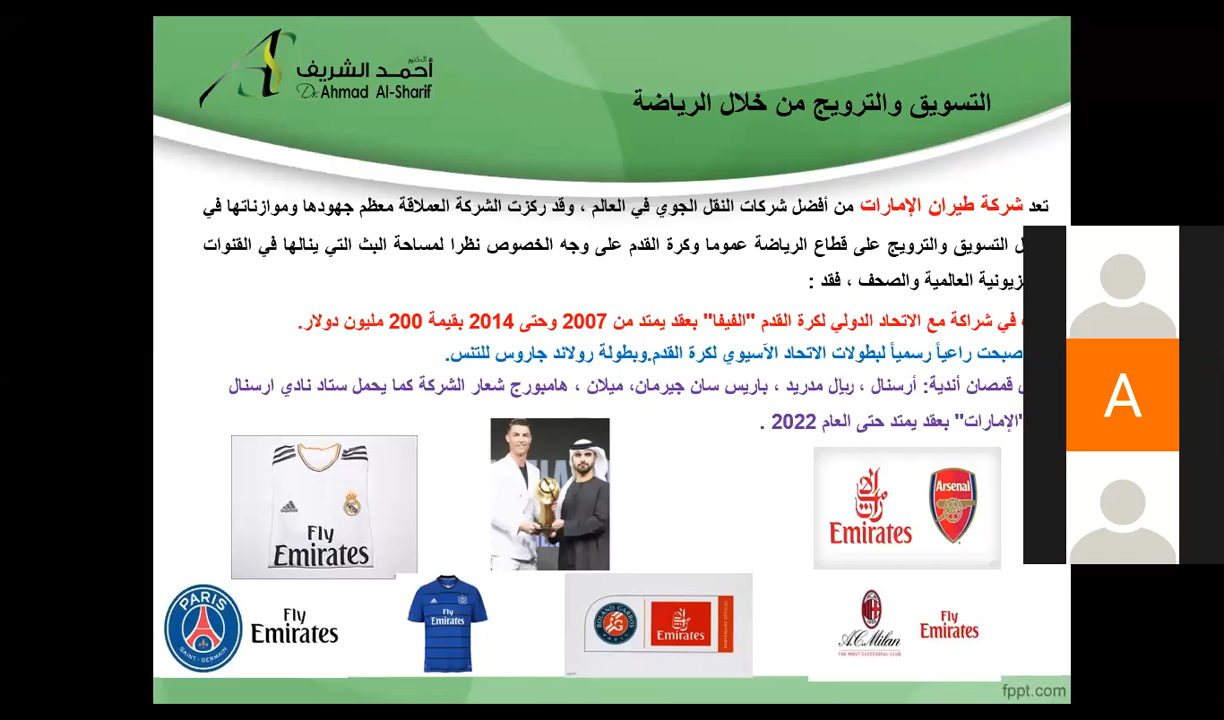 الدكتور
أحمد الشريف
Dr. Ahmad Al-Sharif
التسويق والترويج من خلال الرياضة
تعد شركة طيران الإمارات من أفضل شركات النقل الجوي في العالم ، وقد ركزت الشركة العملاقة معظم جهودها وموازناتها في
التسويق والترويج على قطاع الرياضة عموما وكرة القدم على وجه الخصوص نظرا لمساحة البث التي ينالها في القنوات
العالمية والصحف ، فقد :
في شراكة مع الاتحاد الدولي لكرة القدم "الفيفا" بعقد يمتد من 2007 وحتى 2014 بقيمة 200 مليون دولار.
راعياً رسمياً لبطولات الاتحاد الآسيوي لكرة القدم.وبطولة رولاند جاروس للتنس.
قمصان أندية: أرسنال ، ريال مدريد ، باريس سان جيرمان، ميلان ، هامبورج شعار الشركة كما يحمل ستاد نادي ارسنال
"الإمارات" بعقد يمتد حتى العام 2022 .
adidas
Fly
Emirates
Emirates
Arsenal
PARIS
SAINT-GERMAIN
Fly
Emirates
Fly
Emirates
ROLAND GARROS
PARIS
Emirates
A.C. Milan
Fly
Emirates
A
fppt.com